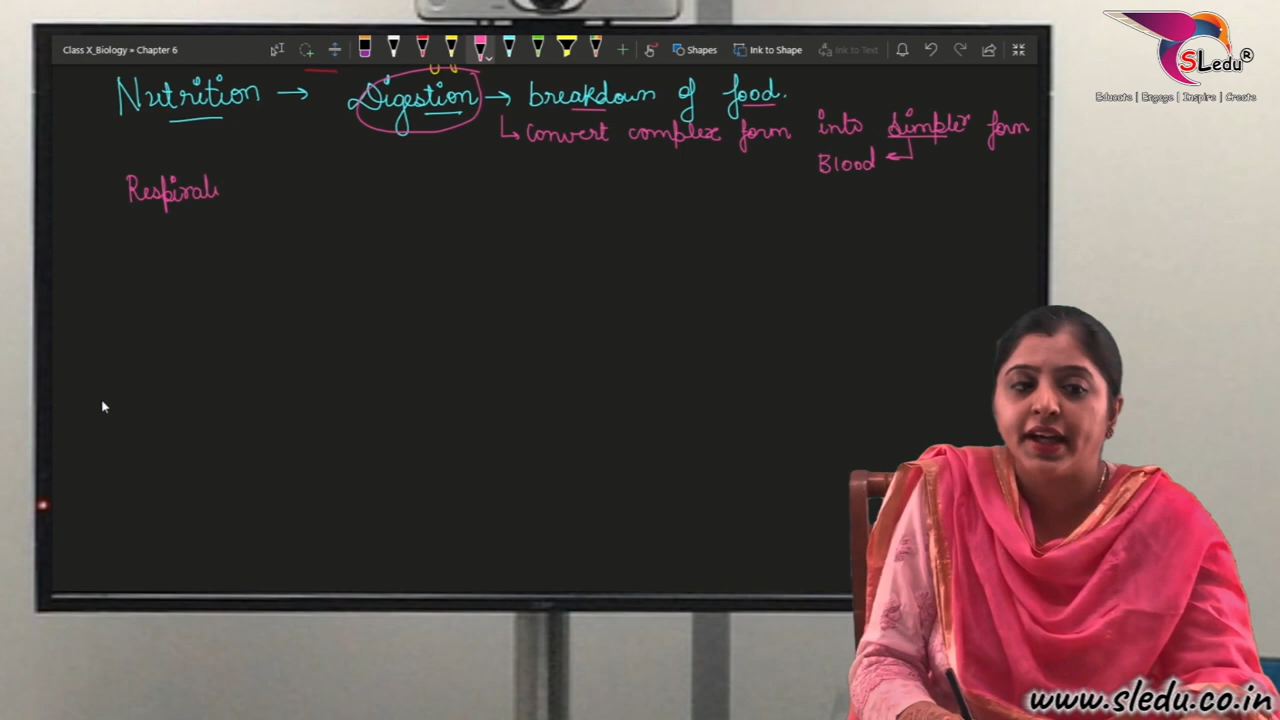 Class X_Biology » Chapter 6
Shapes
Ink to Shape
Ink to Text
SLedu®
Educate | Engage | Inspire | Create
Nutrition → Digestion → breakdown of food.
↳ Convert complex form into Simpler form
Blood
Respirati
www.sledu.co.in